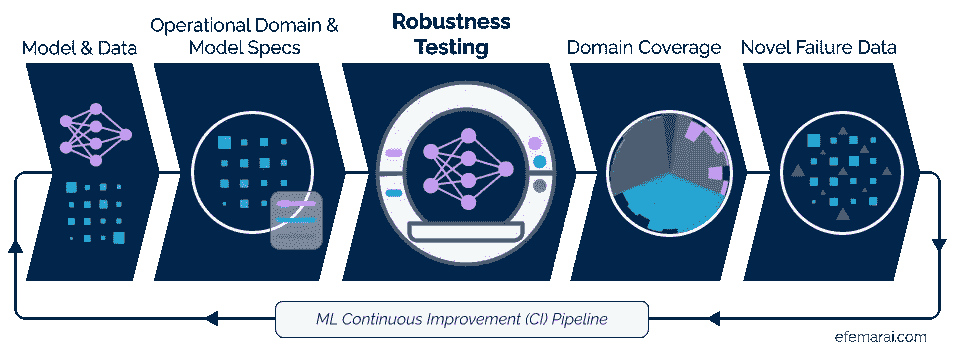 Model & Data
Operational Domain &
Model Specs
Robustness
Testing
Domain Coverage
Novel Failure Data
ML Continuous Improvement (CI) Pipeline
efemarai.com